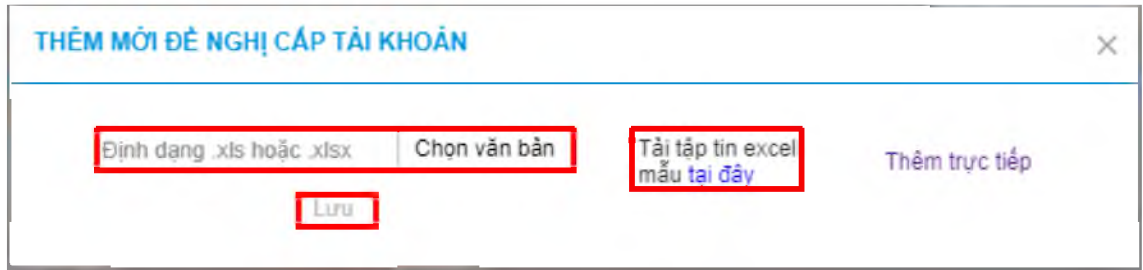 THÊM MỚI ĐỀ NGHỊ CẤP TÀI KHOẢN
Định dạng .xls hoặc .xlsx Chọn văn bản
Tải tập tin excel
mẫu tại đây
Thêm trực tiếp
Lưu